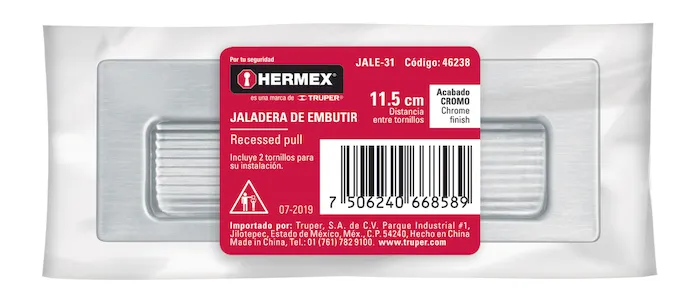 Por tu seguridad
HERMEX®
es una marca de TRUPER®
JALE-31 Código: 46238
JALADERA DE EMBUTIR
Recessed pull
11.5 cm
Distancia
entre tornillos
Acabado
CROMO
Chrome
finish
Incluye 2 tornillos para
su instalación.
07-2019
7 506240 668589
Importado por: Truper, S.A. de C.V. Parque Industrial #1,
Jilotepec, Estado de México, Méx., C.P. 54240, Hecho en China
Made in China, Tel.: 01 (761) 782 9100. www.truper.com